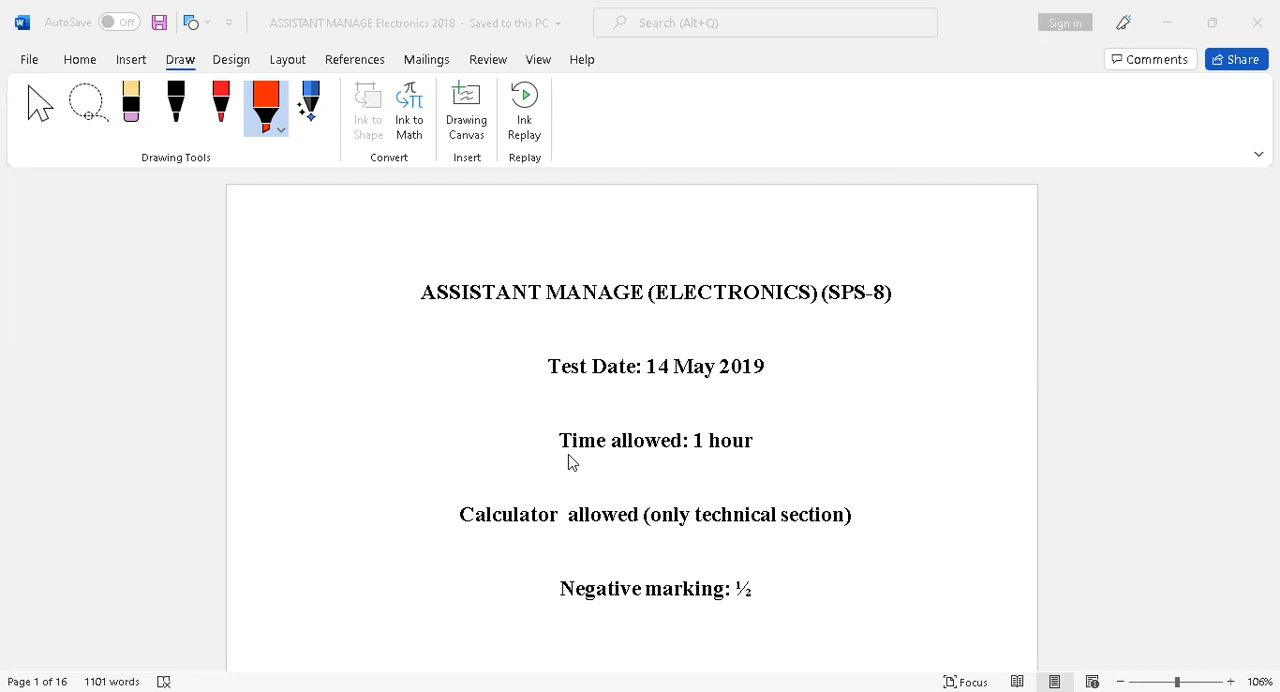 AutoSave Off ASSISTANT MANAGE Electronics 2018 - Saved to this PC Search (Alt+Q) Sign in
File Home Insert Draw Design Layout References Mailings Review View Help Comments Share
Ink to Shape Ink to Math Drawing Canvas Ink Replay
Drawing Tools Convert Insert Replay
ASSISTANT MANAGE (ELECTRONICS) (SPS-8)
Test Date: 14 May 2019
Time allowed: 1 hour
Calculator allowed (only technical section)
Negative marking: ½
Page 1 of 16 1101 words Focus 106%